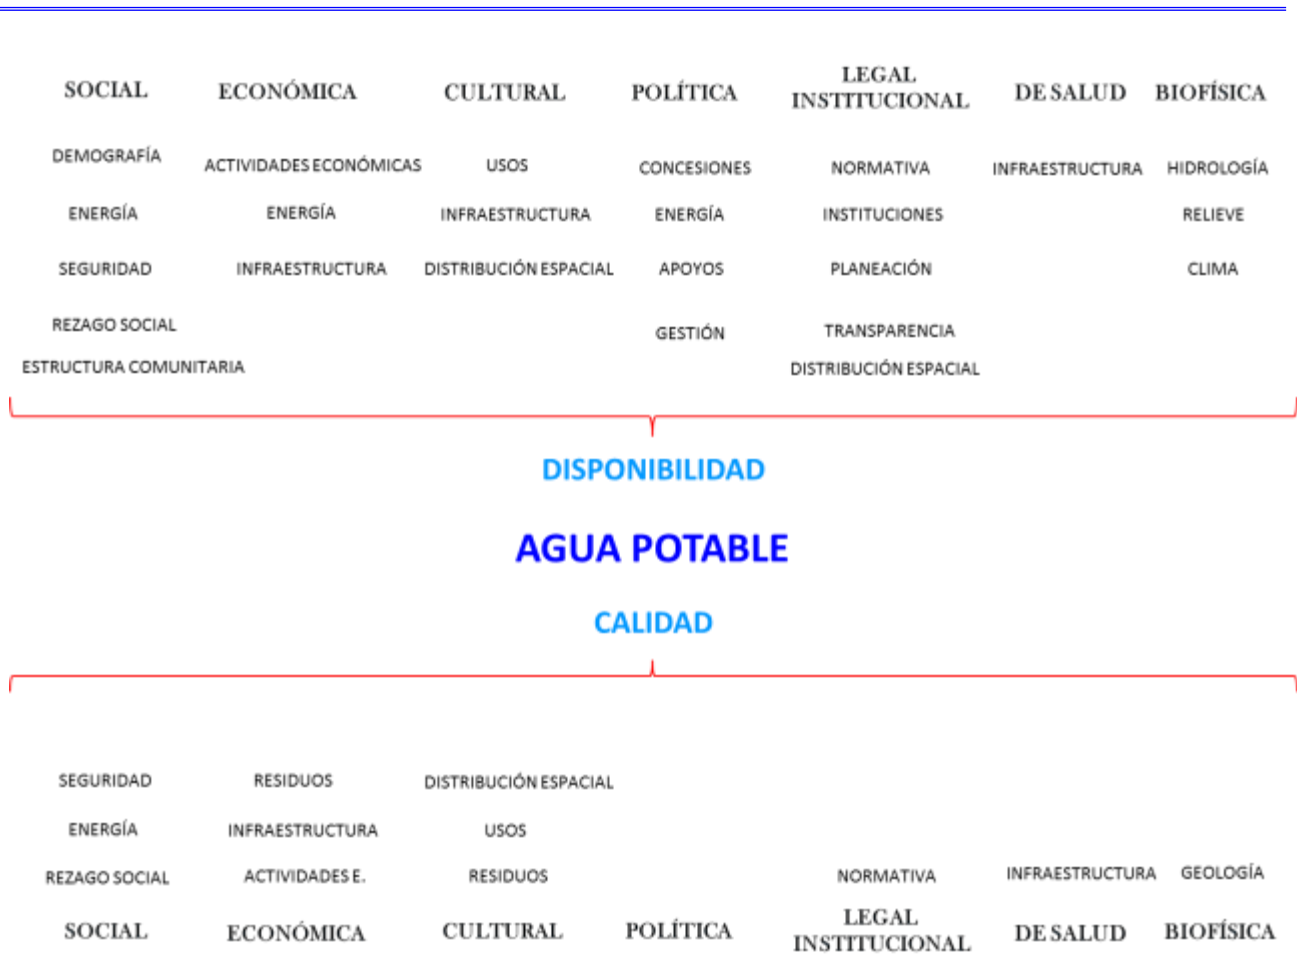 SOCIAL ECONÓMICA CULTURAL POLÍTICA LEGAL INSTITUCIONAL DE SALUD BIOFÍSICA
DEMOGRAFÍA ACTIVIDADES ECONÓMICAS USOS CONCESIONES NORMATIVA INFRAESTRUCTURA HIDROLOGÍA
ENERGÍA ENERGÍA INFRAESTRUCTURA ENERGÍA INSTITUCIONES RELIEVE
SEGURIDAD INFRAESTRUCTURA DISTRIBUCIÓN ESPACIAL APOYOS PLANEACIÓN CLIMA
REZAGO SOCIAL GESTIÓN TRANSPARENCIA
ESTRUCTURA COMUNITARIA DISTRIBUCIÓN ESPACIAL
DISPONIBILIDAD
AGUA POTABLE
CALIDAD
SEGURIDAD RESIDUOS DISTRIBUCIÓN ESPACIAL
ENERGÍA INFRAESTRUCTURA USOS
REZAGO SOCIAL ACTIVIDADES E. RESIDUOS NORMATIVA INFRAESTRUCTURA GEOLOGÍA
SOCIAL ECONÓMICA CULTURAL POLÍTICA LEGAL INSTITUCIONAL DE SALUD BIOFÍSICA